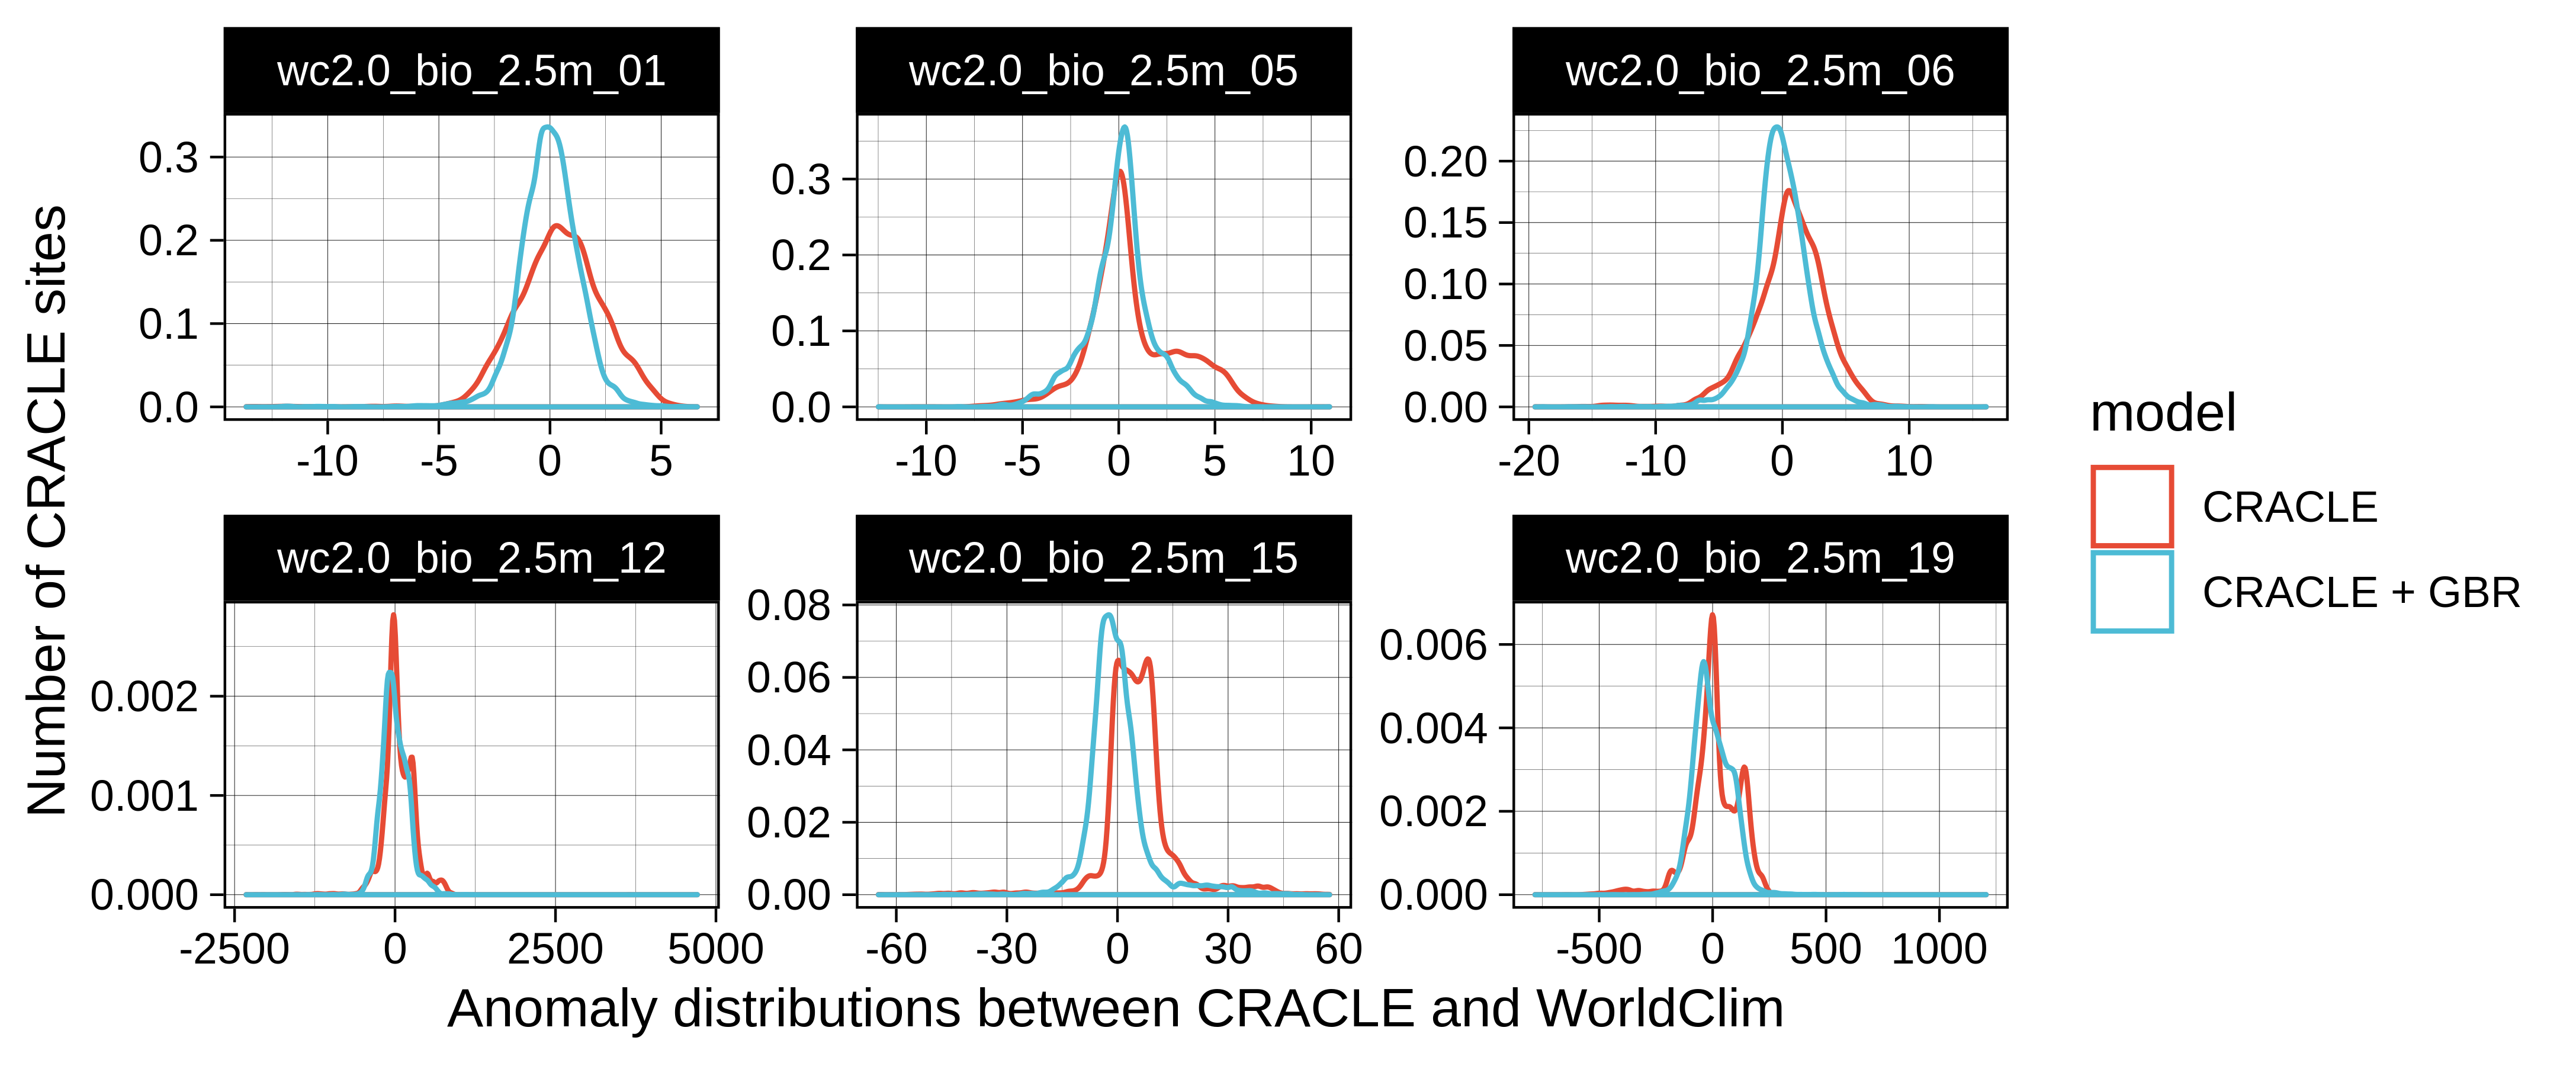 wc2.0_bio_2.5m_01 wc2.0_bio_2.5m_05 wc2.0_bio_2.5m_06
0.3
0.2
0.1
0.0
-10 -5 0 5
0.3
0.2
0.1
0.0
-10 -5 0 5 10
0.20
0.15
0.10
0.05
0.00
-20 -10 0 10
wc2.0_bio_2.5m_12 wc2.0_bio_2.5m_15 wc2.0_bio_2.5m_19
0.002
0.001
0.000
-2500 0 2500 5000
0.08
0.06
0.04
0.02
0.00
-60 -30 0 30 60
0.006
0.004
0.002
0.000
-500 0 500 1000
Number of CRACLE sites
Anomaly distributions between CRACLE and WorldClim
model
CRACLE
CRACLE + GBR